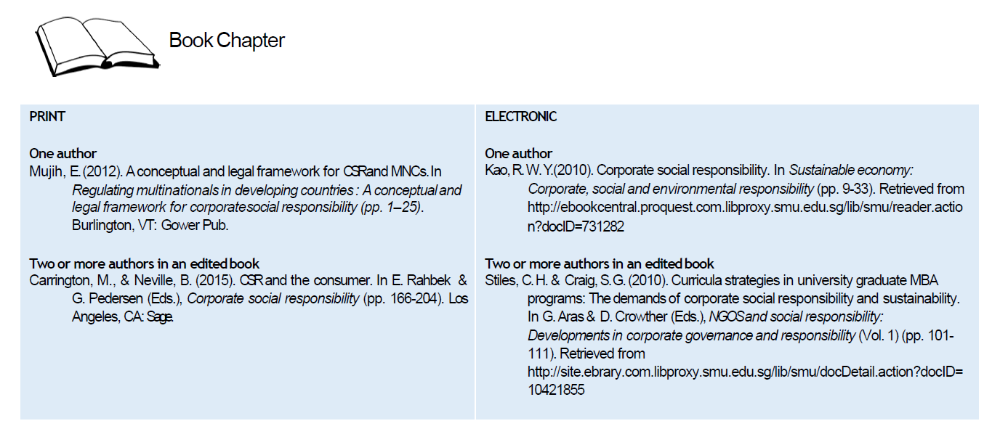 Book Chapter
PRINT
One author
Mujih, E. (2012). A conceptual and legal framework for CSR and MNCs. In
Regulating multinationals in developing countries : A conceptual and
legal framework for corporate social responsibility (pp. 1–25).
Burlington, VT: Gower Pub.
Two or more authors in an edited book
Carrington, M., & Neville, B. (2015). CSR and the consumer. In E. Rahbek &
G. Pedersen (Eds.), Corporate social responsibility (pp. 166-204). Los
Angeles, CA: Sage.
ELECTRONIC
One author
Kao, R. W. Y.(2010). Corporate social responsibility. In Sustainable economy:
Corporate, social and environmental responsibility (pp. 9-33). Retrieved from
http://ebookcentral.proquest.com.libproxy.smu.edu.sg/lib/smu/reader.actio
n?docID=731282
Two or more authors in an edited book
Stiles, C. H. & Craig, S. G. (2010). Curricula strategies in university graduate MBA
programs: The demands of corporate social responsibility and sustainability.
In G. Aras & D. Crowther (Eds.), NGOS and social responsibility:
Developments in corporate governance and responsibility (Vol. 1) (pp. 101-
111). Retrieved from
http://site.ebrary.com.libproxy.smu.edu.sg/lib/smu/docDetail.action?docID=
10421855